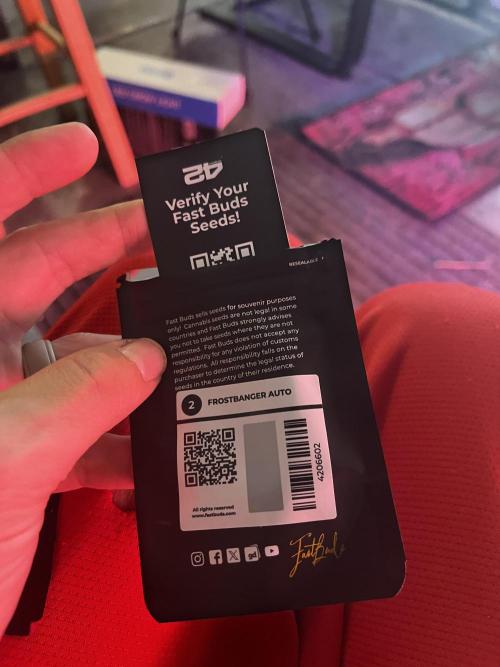 42
Verify Your
Fast Buds
Seeds!
RESEALABLE
Fast Buds sells seeds for souvenir purposes
only! Cannabis seeds are not legal in some
countries and Fast Buds strongly advises
you not to take seeds where they are not
permitted. Fast Buds does not accept any
responsibility for any violation of customs
regulations. All responsibility falls on the
purchaser to determine the legal status of
seeds in the country of their residence.
2 FROSTBANGER AUTO
4206602
All rights reserved
www.fastbuds.com
FastBuds